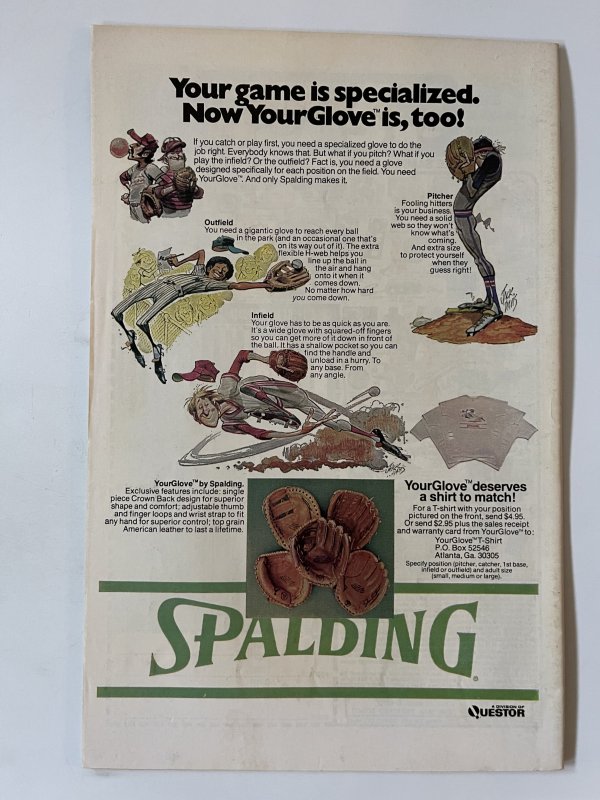 Your game is specialized.
Now YourGlove™ is, too!
If you catch or play first, you need a specialized glove to do the
job right. Everybody knows that. But what if you pitch? What if you
play the infield? Or the outfield? Fact is, you need a glove
designed specifically for each position on the field. You need
YourGlove™. And only Spalding makes it.
Pitcher
Fooling hitters
is your business.
You need a solid
web so they won't
know what's
coming.
And extra size
to protect yourself
when they
guess right!
Outfield
You need a gigantic glove to reach every ball
in the park (and an occasional one that's
on its way out of it). The extra
flexible H-web helps you
line up the ball in
the air and hang
onto it when it
comes down.
No matter how hard
you come down.
Infield
Your glove has to be as quick as you are.
It's a wide glove with squared-off fingers
so you can get more of it down in front of
the ball. It has a shallow pocket so you can
find the handle and
unload in a hurry. To
any base. From
any angle.
YourGlove™ by Spalding.
Exclusive features include: single
piece Crown Back design for superior
shape and comfort; adjustable thumb
and finger loops and wrist strap to fit
any hand for superior control; top grain
American leather to last a lifetime.
YourGlove™ deserves
a shirt to match!
For a T-shirt with your position
pictured on the front, send $4.95.
Or send $2.95 plus the sales receipt
and warranty card from YourGlove™ to:
YourGlove™ T-Shirt
P.O. Box 52546
Atlanta, Ga. 30305
Specify position (pitcher, catcher, 1st base,
infield or outfield) and adult size
(small, medium or large).
SPALDING®
A DIVISION OF
QUESTOR